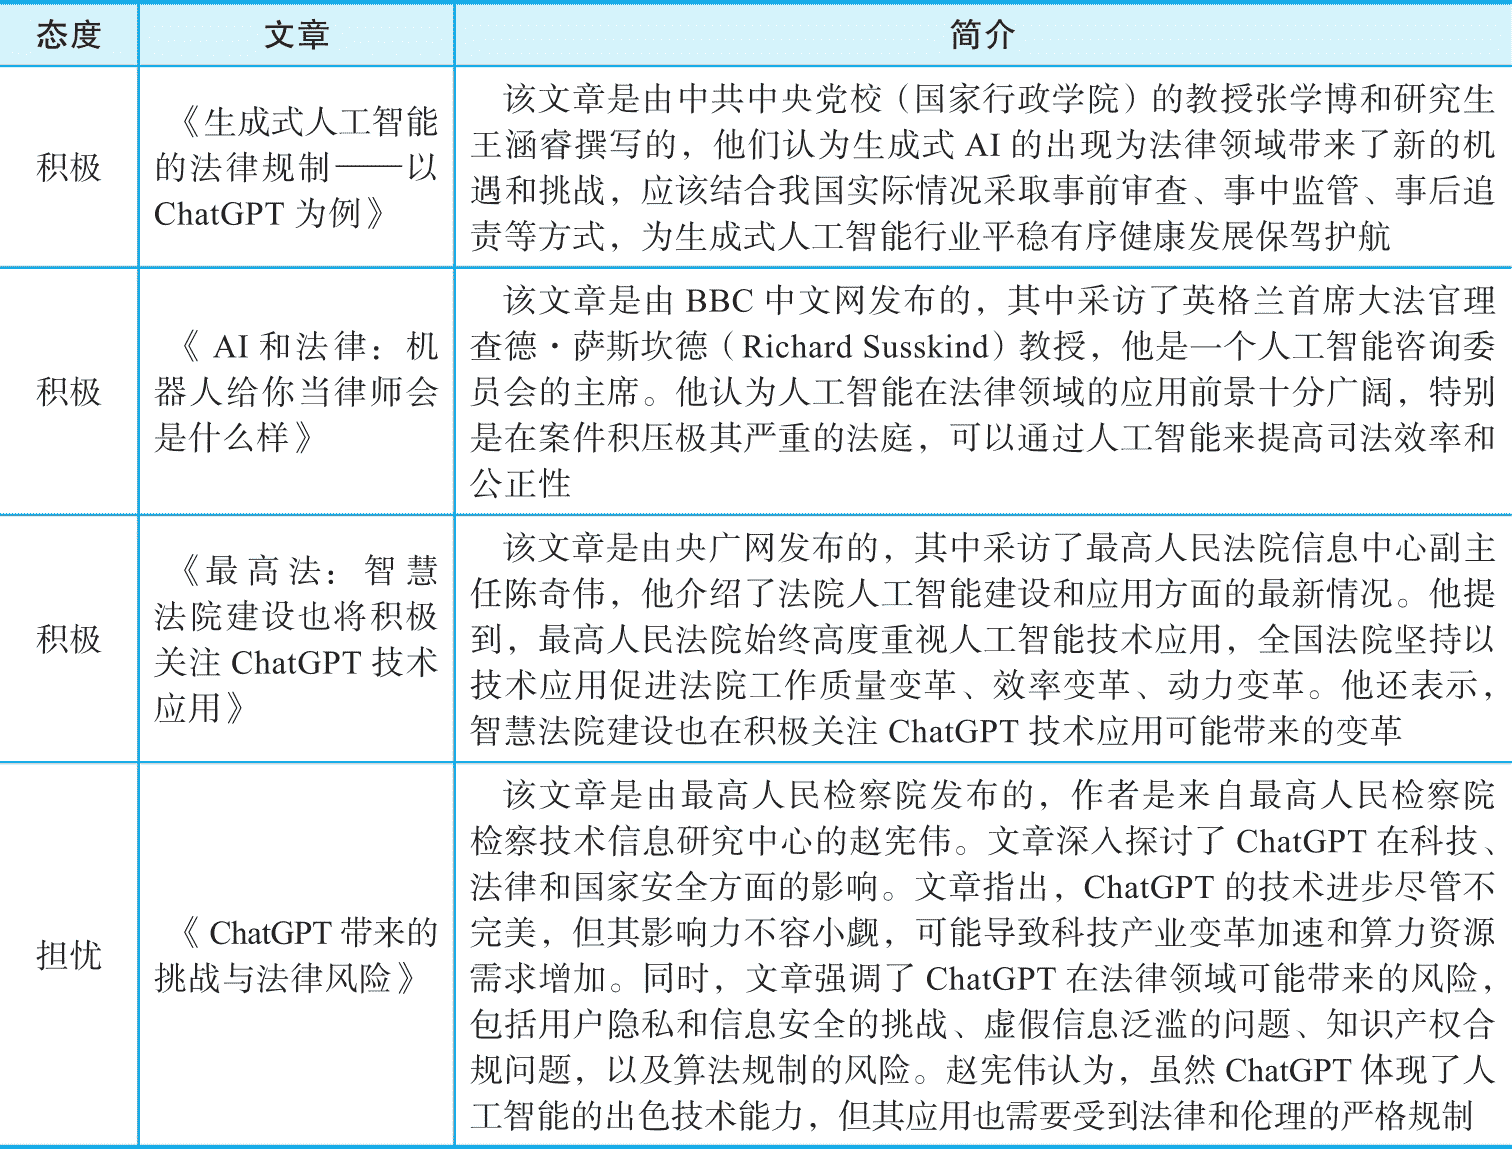 态度 文章 简介
积极
《生成式人工智能
的法律规制——以
ChatGPT 为例》
该文章是由中共中央党校（国家行政学院）的教授张学博和研究生
王涵睿撰写的，他们认为生成式 AI 的出现为法律领域带来了新的机
遇和挑战，应该结合我国实际情况采取事前审查、事中监管、事后追
责等方式，为生成式人工智能行业平稳有序健康发展保驾护航
积极
《 AI 和法律：机
器人给你当律师会
是什么样》
该文章是由 BBC 中文网发布的，其中采访了英格兰首席大法官理
查德·萨斯坎德（Richard Susskind）教授，他是一个人工智能咨询委
员会的主席。他认为人工智能在法律领域的应用前景十分广阔，特别
是在案件积压极其严重的法庭，可以通过人工智能来提高司法效率和
公正性
积极
《最高法：智慧
法院建设也将积极
关注 ChatGPT 技术
应用》
该文章是由央广网发布的，其中采访了最高人民法院信息中心副主
任陈奇伟，他介绍了法院人工智能建设和应用方面的最新情况。他提
到，最高人民法院始终高度重视人工智能技术应用，全国法院坚持以
技术应用促进法院工作质量变革、效率变革、动力变革。他还表示，
智慧法院建设也在积极关注 ChatGPT 技术应用可能带来的变革
担忧
《 ChatGPT 带来的
挑战与法律风险》
该文章是由最高人民检察院发布的，作者是来自最高人民检察院
检察技术信息研究中心的赵宪伟。文章深入探讨了 ChatGPT 在科技、
法律和国家安全方面的影响。文章指出，ChatGPT 的技术进步尽管不
完美，但其影响力不容小觑，可能导致科技产业变革加速和算力资源
需求增加。同时，文章强调了 ChatGPT 在法律领域可能带来的风险，
包括用户隐私和信息安全的挑战、虚假信息泛滥的问题、知识产权合
规问题，以及算法规制的风险。赵宪伟认为，虽然 ChatGPT 体现了人
工智能的出色技术能力，但其应用也需要受到法律和伦理的严格规制